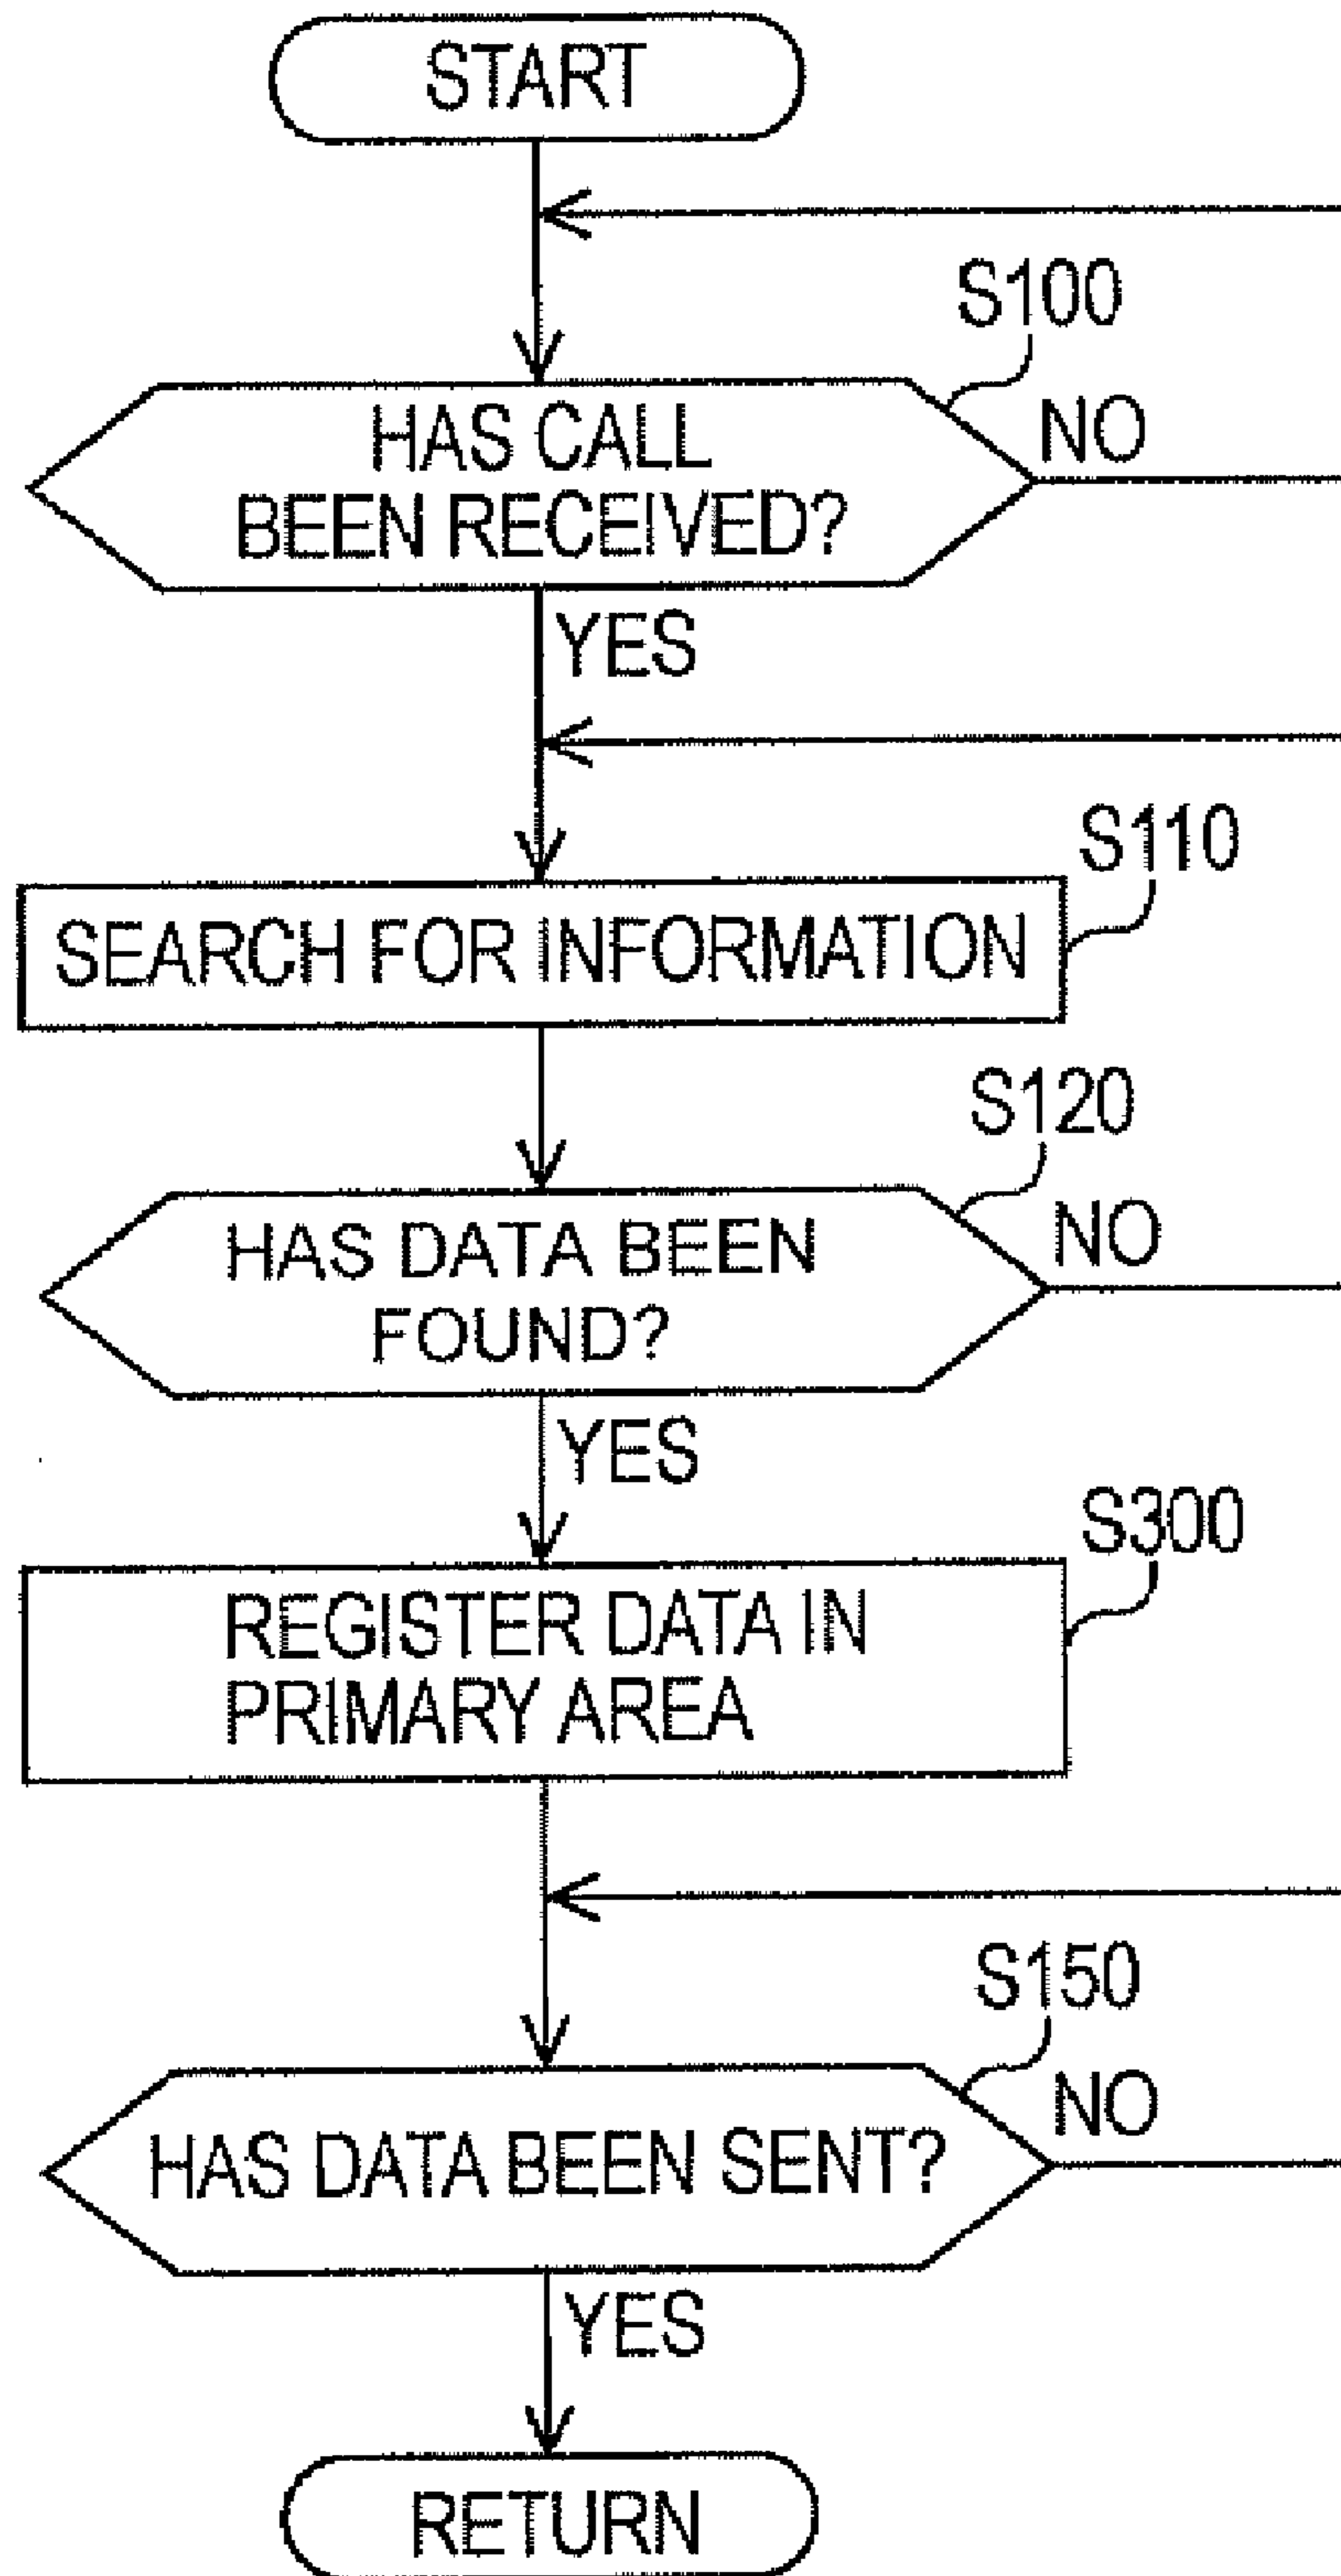 START
S100
HAS CALL
BEEN RECEIVED?
NO
YES
S110
SEARCH FOR INFORMATION
S120
HAS DATA BEEN
FOUND?
NO
YES
S300
REGISTER DATA IN
PRIMARY AREA
S150
HAS DATA BEEN SENT?
NO
YES
RETURN